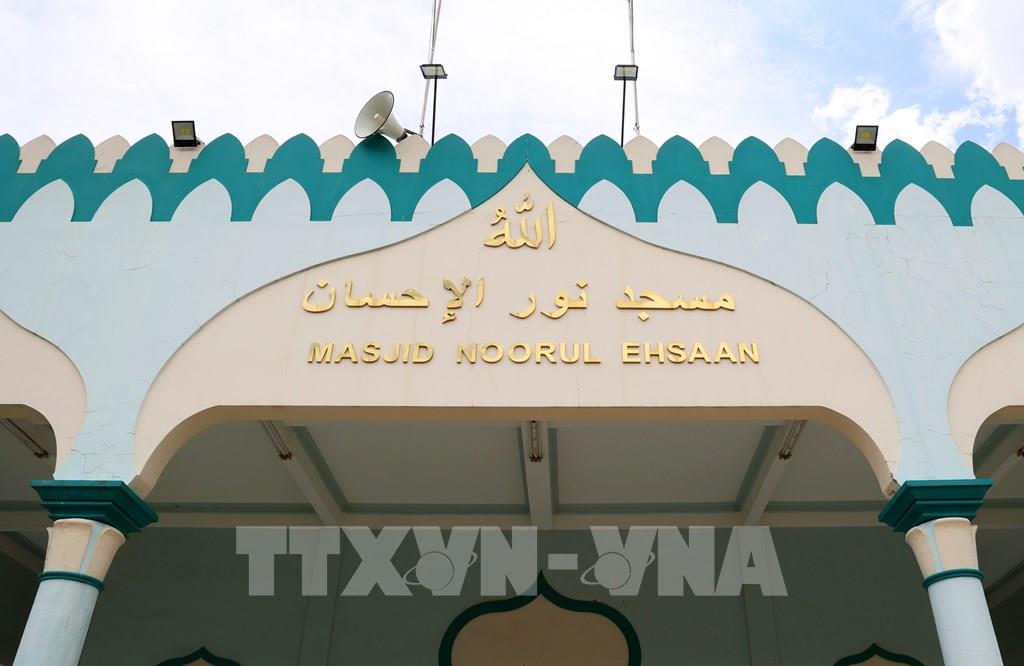 الله
مسجد نور الإحسان
MASJID NOORUL EHSAAN
TTXVN-VNA